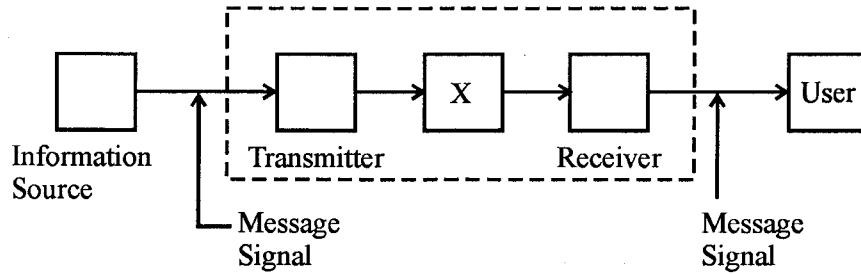 X
User
Information
Source
Transmitter
Receiver
Message
Signal
Message
Signal